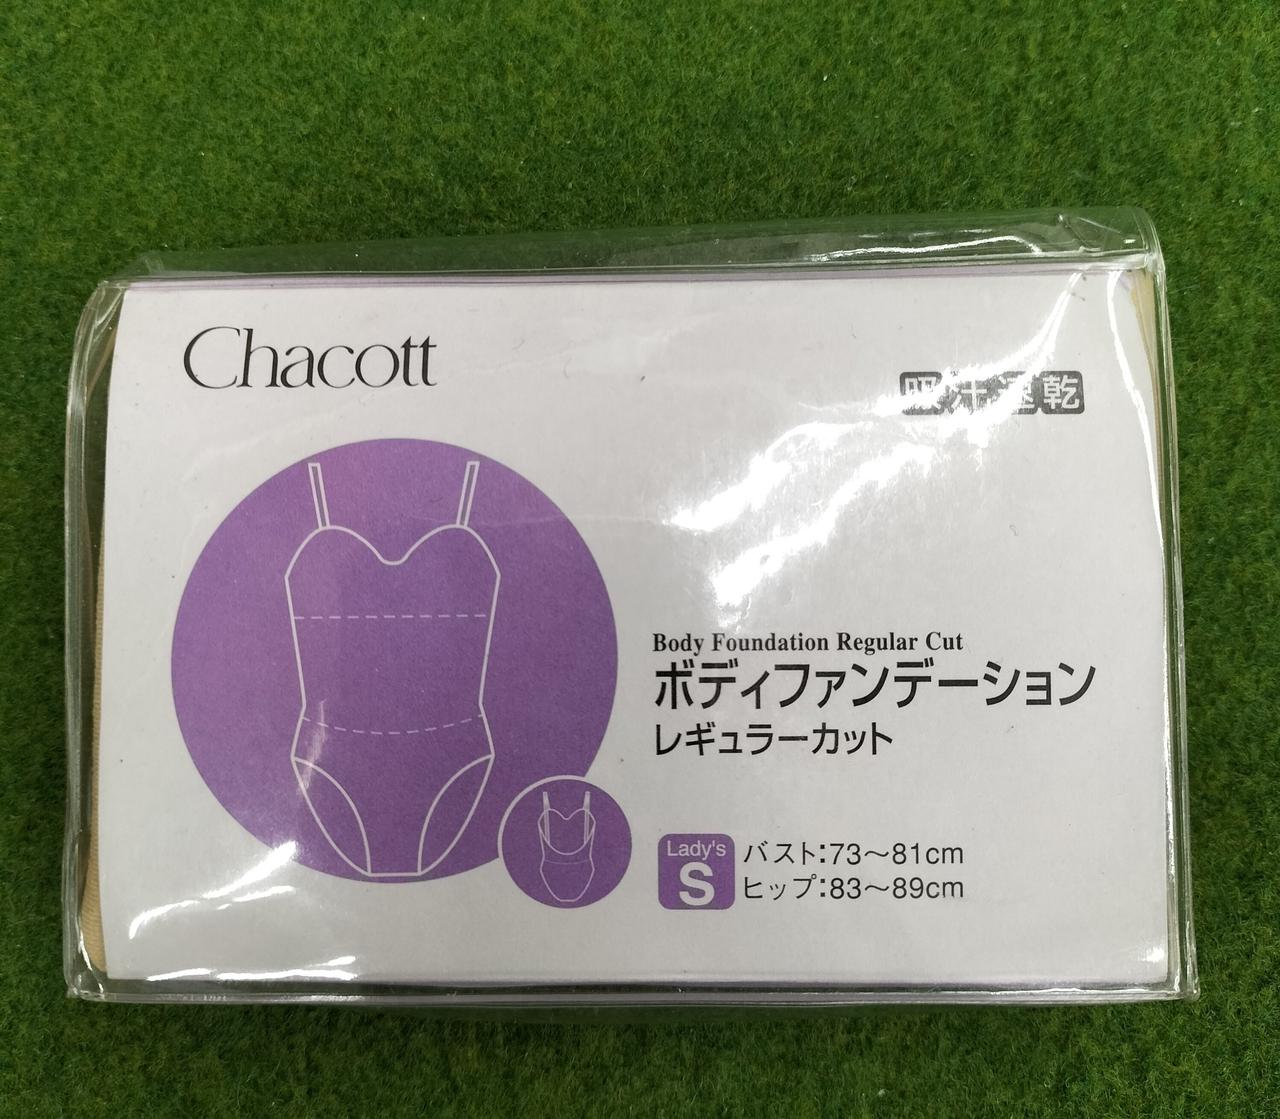 Chacott
吸汗速乾
Body Foundation Regular Cut
ボディファンデーション
レギュラーカット
Lady's
S
バスト:73〜81cm
ヒップ:83〜89cm